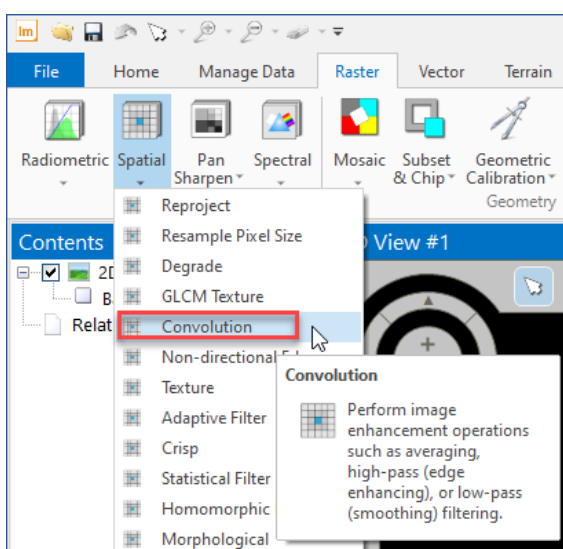 Im
File Home Manage Data Raster Vector Terrain
Radiometric Spatial Pan Sharpen Spectral Mosaic Subset & Chip Geometric Calibration
Geometry
Reproject
Resample Pixel Size
Degrade
GLCM Texture
Convolution
Non-directional
Texture
Adaptive Filter
Crisp
Statistical Filter
Homomorphic
Morphological
Contents
2D
B
Relat
View #1
Convolution
Perform image
enhancement operations
such as averaging,
high-pass (edge
enhancing), or low-pass
(smoothing) filtering.